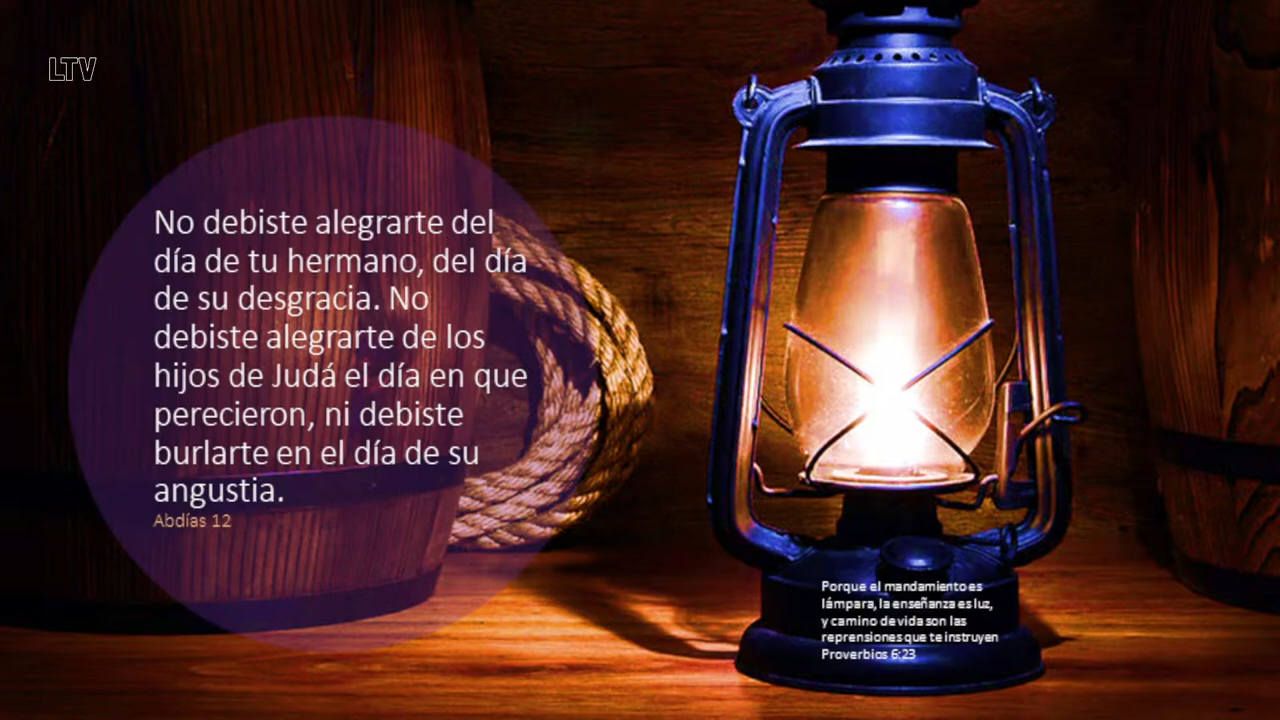 LTV
No debiste alegrarte del
día de tu hermano, del día
de su desgracia. No
debiste alegrarte de los
hijos de Judá el día en que
perecieron, ni debiste
burlarte en el día de su
angustia.
Abdías 12
Porque el mandamiento es
lámpara, la enseñanza es luz,
y camino de vida son las
reprensiones que te instruyen
Proverbios 6:23